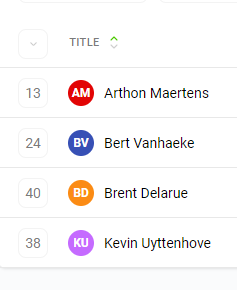 TITLE
13 AM Arthon Maertens
24 BV Bert Vanhaeke
40 BD Brent Delarue
38 KU Kevin Uyttenhove